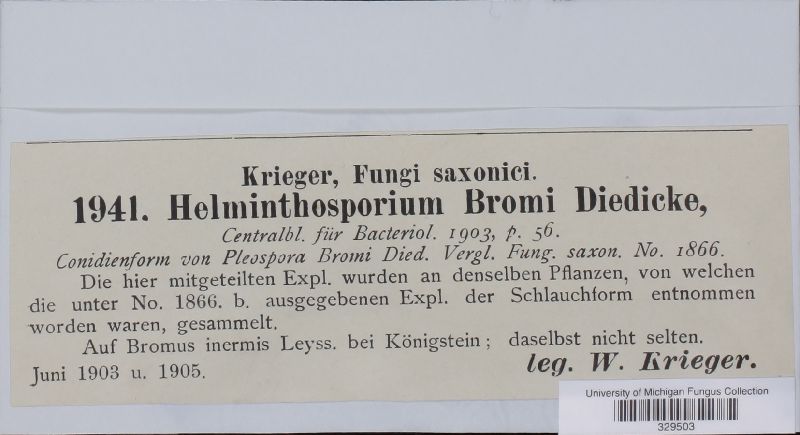 Krieger, Fungi saxonici.
1941. Helminthosporium Bromi Diedicke,
Centralbl. für Bacteriol. 1903, p. 56.
Conidienform von Pleospora Bromi Died. Vergl. Fung. saxon. No. 1866.
Die hier mitgeteilten Expl. wurden an denselben Pflanzen, von welchen
die unter No. 1866. b. ausgegebenen Expl. der Schlauchform entnommen
worden waren, gesammelt.
Auf Bromus inermis Leyss. bei Königstein; daselbst nicht selten.
Juni 1903 u. 1905.
leg. W. Krieger.
University of Michigan Fungus Collection
329503